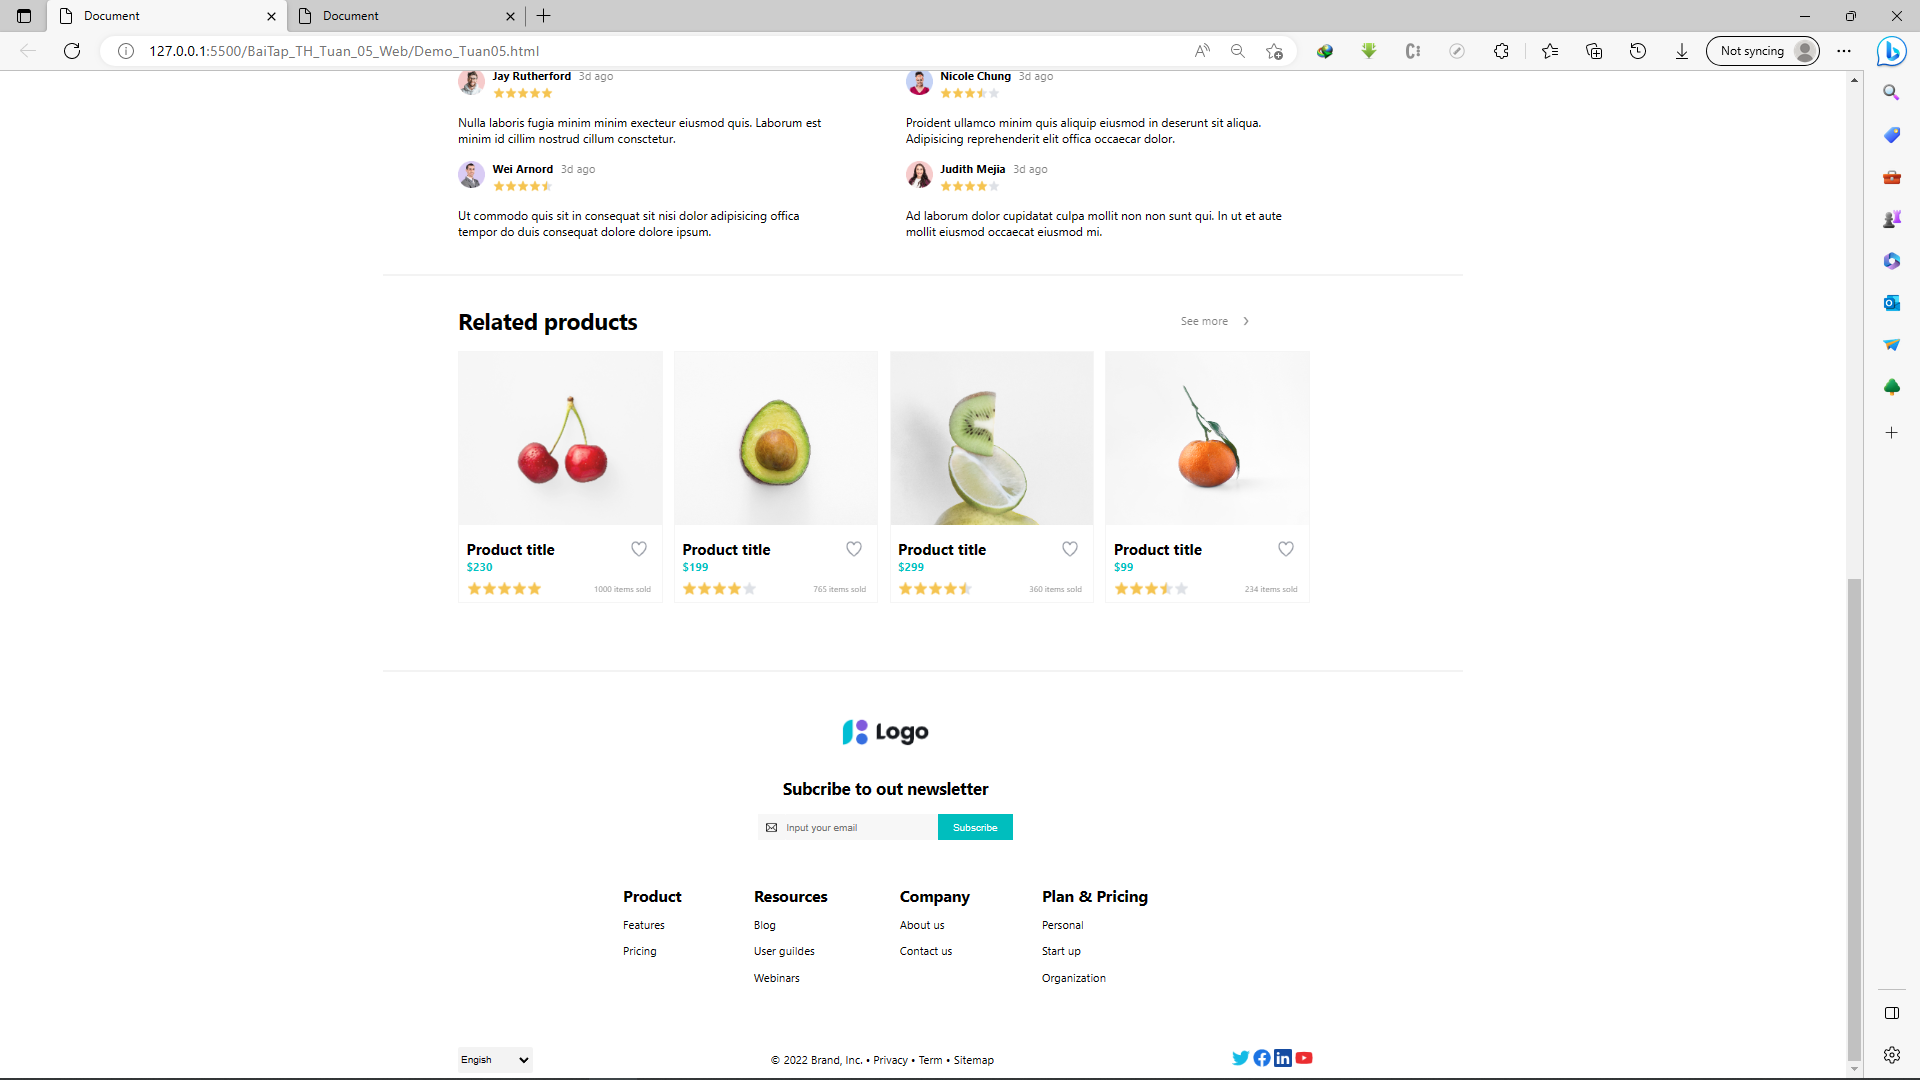 Document
Document
127.0.0.1:5500/BaiTap_TH_Tuan_05_Web/Demo_Tuan05.html
Not syncing
Jay Rutherford 3d ago
Nulla laboris fugia minim minim execteur eiusmod quis. Laborum est
minim id cillim nostrud cillum consctetur.
Nicole Chung 3d ago
Proident ullamco minim quis aliquip eiusmod in deserunt sit aliqua.
Adipisicing reprehenderit elit offica occaecar dolor.
Wei Arnord 3d ago
Ut commodo quis sit in consequat sit nisi dolor adipisicing offica
tempor do duis consequat dolore dolore ipsum.
Judith Mejia 3d ago
Ad laborum dolor cupidatat culpa mollit non non sunt qui. In ut et aute
mollit eiusmod occaecat eiusmod mi.
Related products
See more
Product title
$230
1000 items sold
Product title
$199
765 items sold
Product title
$299
360 items sold
Product title
$99
234 items sold
Logo
Subcribe to out newsletter
Input your email
Subscribe
Product
Features
Pricing
Resources
Blog
User guildes
Webinars
Company
About us
Contact us
Plan & Pricing
Personal
Start up
Organization
Engish
© 2022 Brand, Inc. • Privacy • Term • Sitemap